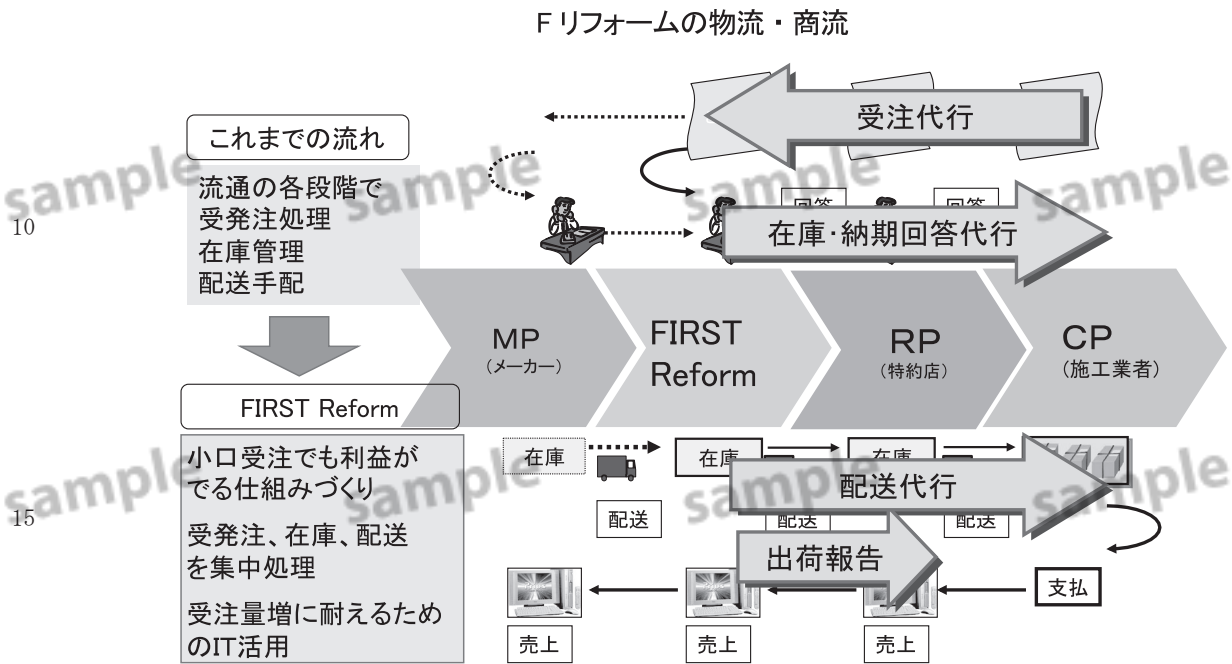 Fリフォームの物流・商流
受注代行
これまでの流れ
流通の各段階で
受発注処理
在庫管理
配送手配
10
回答
回答
在庫・納期回答代行
MP
(メーカー)
FIRST
Reform
RP
(特約店)
CP
(施工業者)
FIRST Reform
小口受注でも利益が
でる仕組みづくり
受発注、在庫、配送
を集中処理
受注量増に耐えるため
のIT活用
15
在庫
在庫
在庫
配送代行
配送
配送
配送
出荷報告
支払
売上
売上
売上
sample sample sample sample
sample sample sample sample